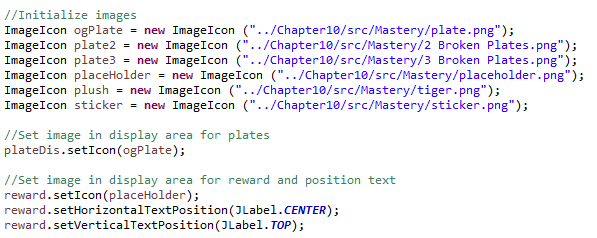 //Initialize images
ImageIcon ogPlate = new ImageIcon ("../Chapter10/src/Mastery/plate.png");
ImageIcon plate2 = new ImageIcon ("../Chapter10/src/Mastery/2 Broken Plates.png");
ImageIcon plate3 = new ImageIcon ("../Chapter10/src/Mastery/3 Broken Plates.png");
ImageIcon placeHolder = new ImageIcon ("../Chapter10/src/Mastery/placeholder.png");
ImageIcon plush = new ImageIcon ("../Chapter10/src/Mastery/tiger.png");
ImageIcon sticker = new ImageIcon ("../Chapter10/src/Mastery/sticker.png");
//Set image in display area for plates
plateDis.setIcon(ogPlate);
//Set image in display area for reward and position text
reward.setIcon(placeHolder);
reward.setHorizontalTextPosition(JLabel.CENTER);
reward.setVerticalTextPosition(JLabel.TOP);